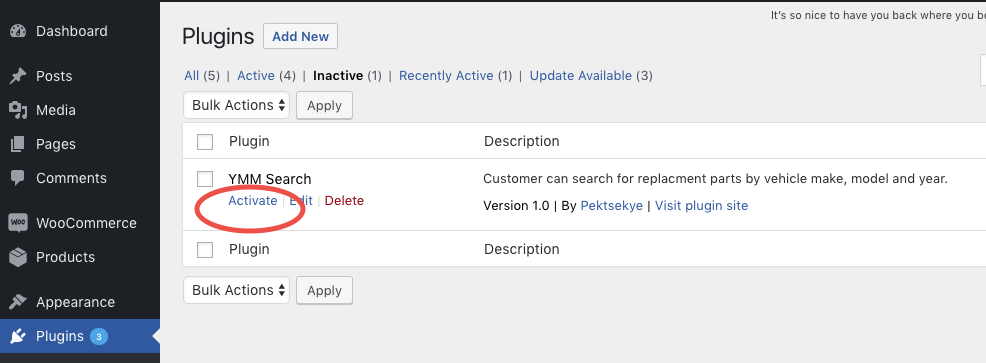 It's so nice to have you back where you be
Dashboard
Posts
Media
Pages
Comments
WOO WooCommerce
Products
Appearance
Plugins 3
Plugins Add New
All (5) | Active (4) | Inactive (1) | Recently Active (1) | Update Available (3)
Bulk Actions Apply
Plugin Description
YMM Search Customer can search for replacment parts by vehicle make, model and year.
Activate | Edit | Delete Version 1.0 | By Pektsekye | Visit plugin site
Plugin Description
Bulk Actions Apply